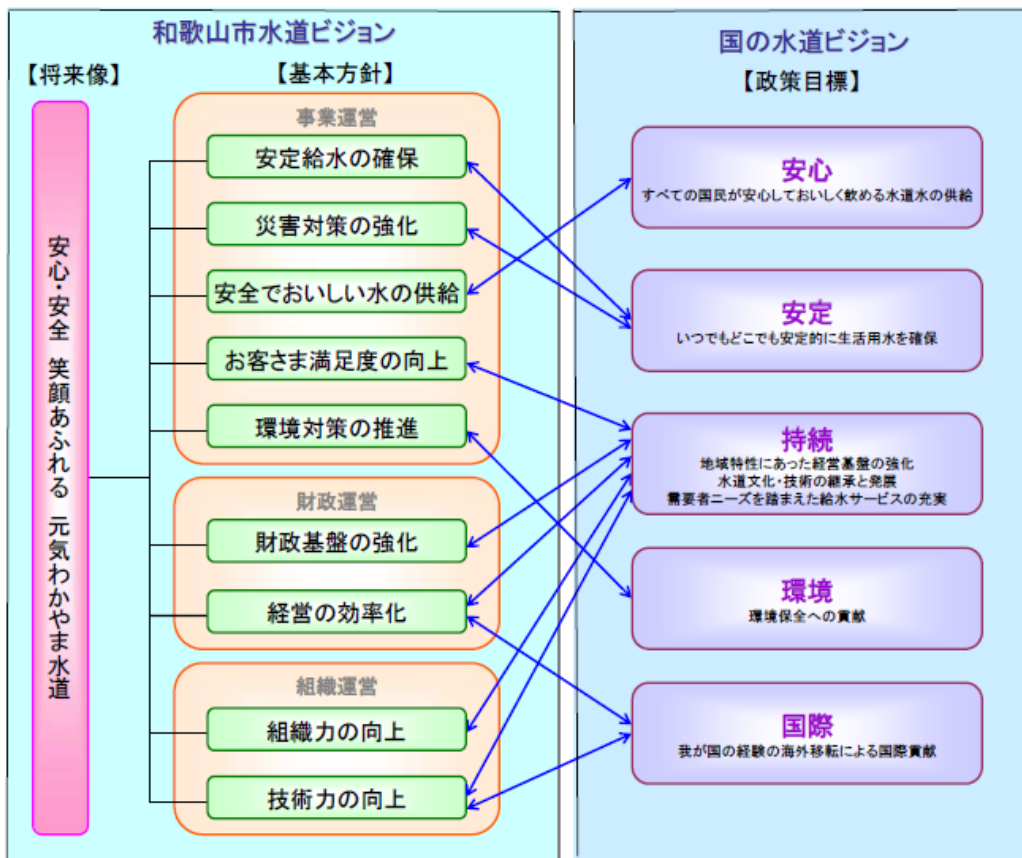 和歌山市水道ビジョン
【将来像】
【基本方針】
安心・安全 笑顔あふれる 元気わかやま水道
事業運営
安定給水の確保
災害対策の強化
安全でおいしい水の供給
お客さま満足度の向上
環境対策の推進
財政運営
財政基盤の強化
経営の効率化
組織運営
組織力の向上
技術力の向上
国の水道ビジョン
【政策目標】
安心
すべての国民が安心しておいしく飲める水道水の供給
安定
いつでもどこでも安定的に生活用水を確保
持続
地域特性にあった経営基盤の強化
水道文化・技術の継承と発展
需要者ニーズを踏まえた給水サービスの充実
環境
環境保全への貢献
国際
我が国の経験の海外移転による国際貢献